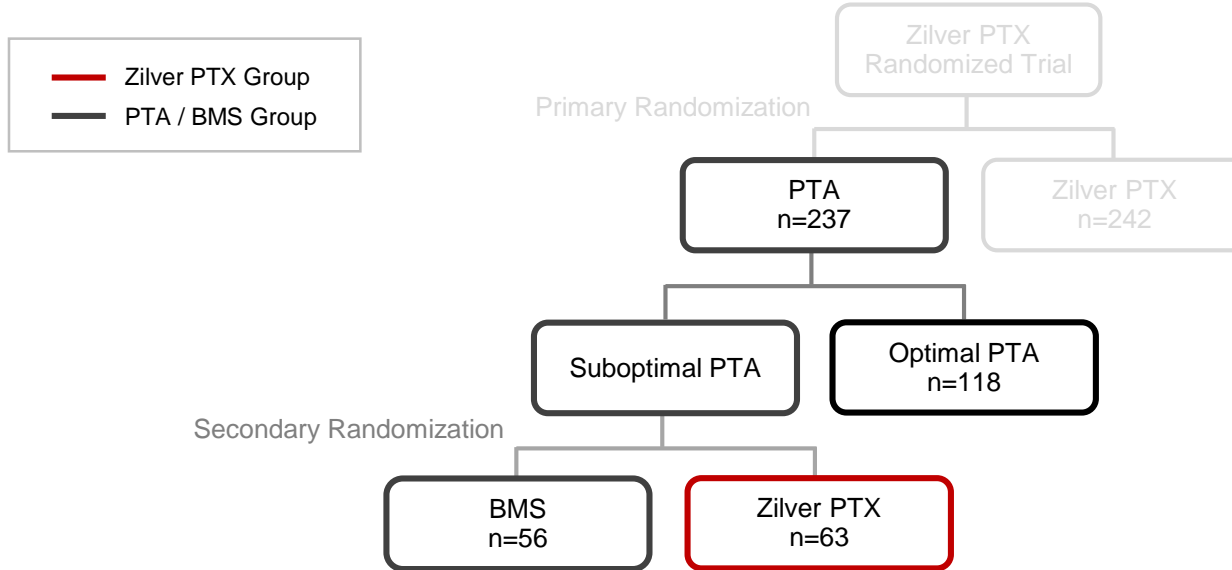 Zilver PTX
Randomized Trial
Zilver PTX Group
PTA / BMS Group
Primary Randomization
PTA
n=237
Zilver PTX
n=242
Suboptimal PTA
Optimal PTA
n=118
Secondary Randomization
BMS
n=56
Zilver PTX
n=63